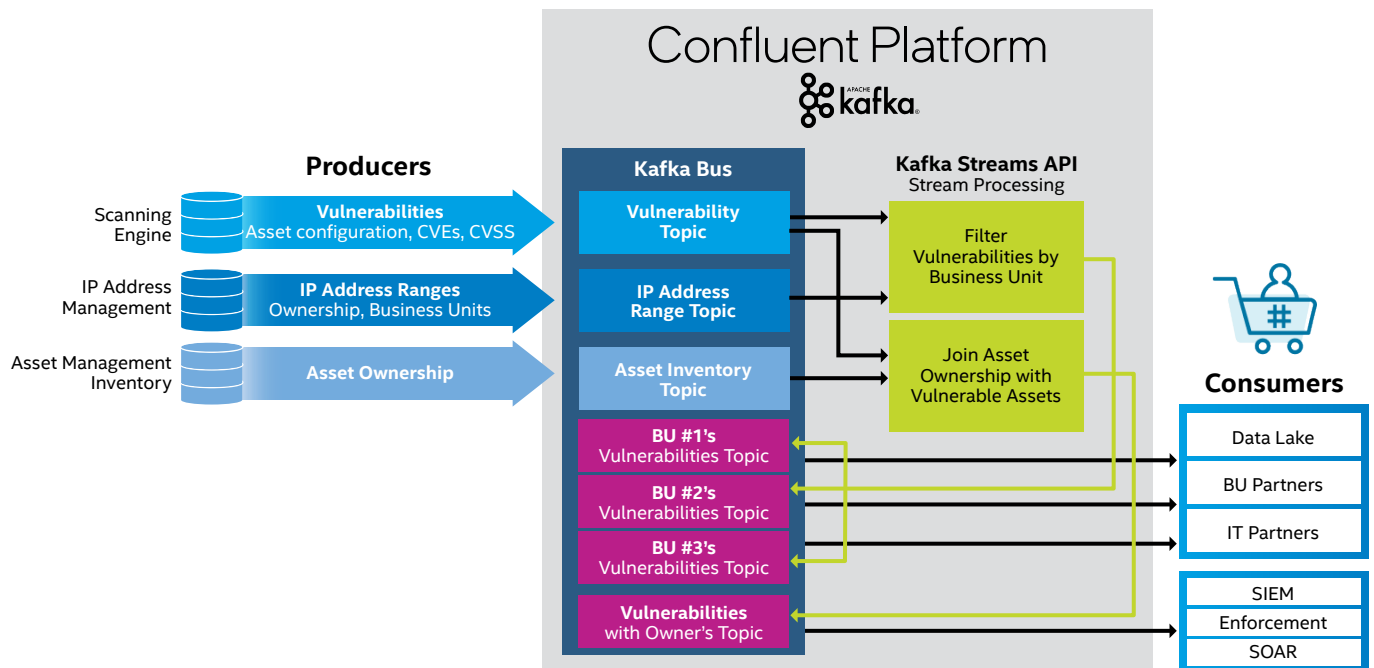 Confluent Platform
APACHE
kafka®
Producers
Scanning
Engine
Vulnerabilities
Asset configuration, CVEs, CVSS
IP Address
Management
IP Address Ranges
Ownership, Business Units
Asset Management
Inventory
Asset Ownership
Kafka Bus
Vulnerability
Topic
IP Address
Range Topic
Asset Inventory
Topic
BU #1's
Vulnerabilities Topic
BU #2's
Vulnerabilities Topic
BU #3's
Vulnerabilities Topic
Vulnerabilities
with Owner's Topic
Kafka Streams API
Stream Processing
Filter
Vulnerabilities by
Business Unit
Join Asset
Ownership with
Vulnerable Assets
#
Consumers
Data Lake
BU Partners
IT Partners
SIEM
Enforcement
SOAR